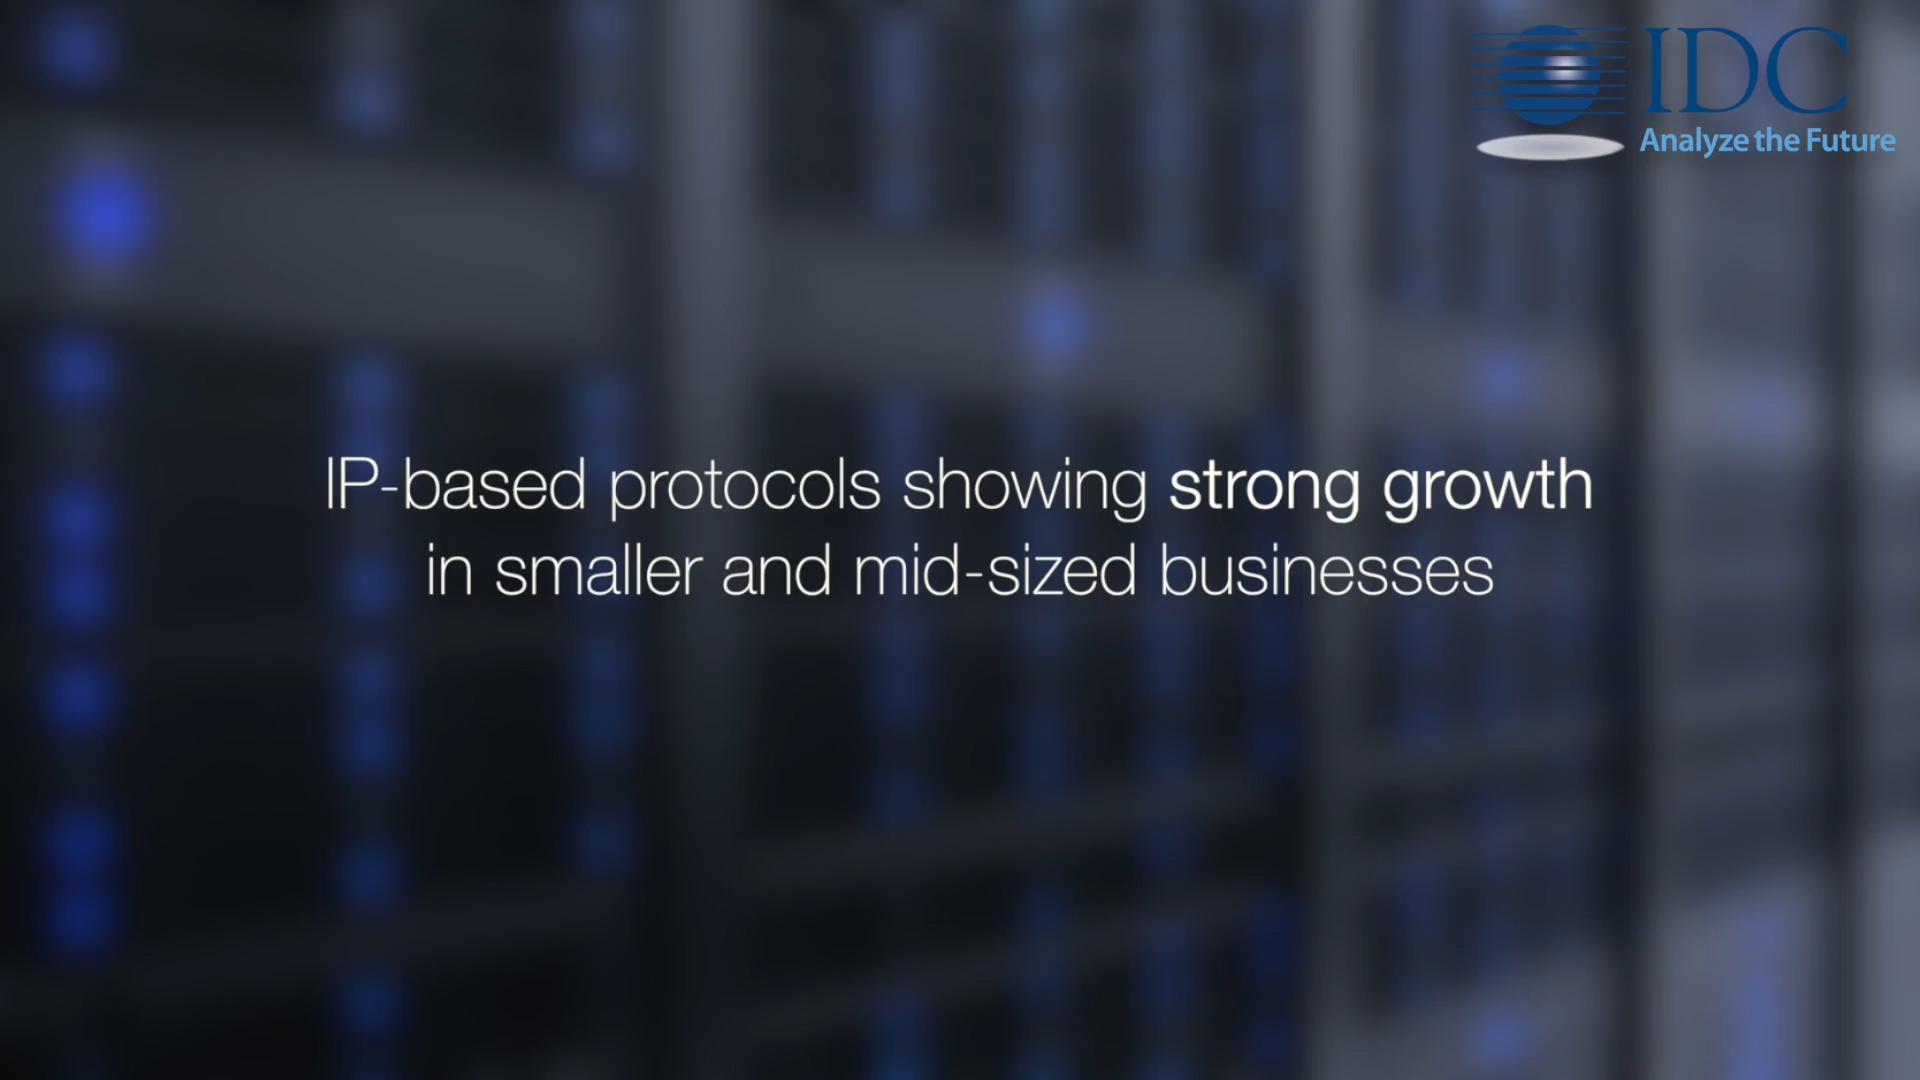 IDC
Analyze the Future
IP-based protocols showing strong growth
in smaller and mid-sized businesses